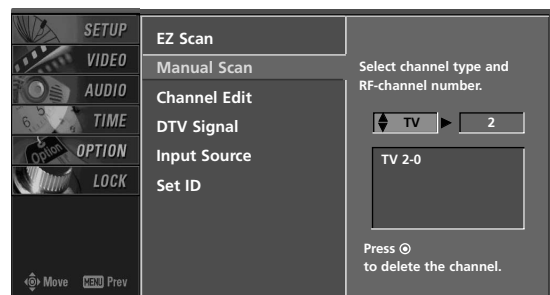 SETUP
VIDEO
AUDIO
TIME
OPTION
LOCK
Move MENU Prev
EZ Scan
Manual Scan
Channel Edit
DTV Signal
Input Source
Set ID
Select channel type and
RF-channel number.
TV 2
TV 2-0
Press
to delete the channel.